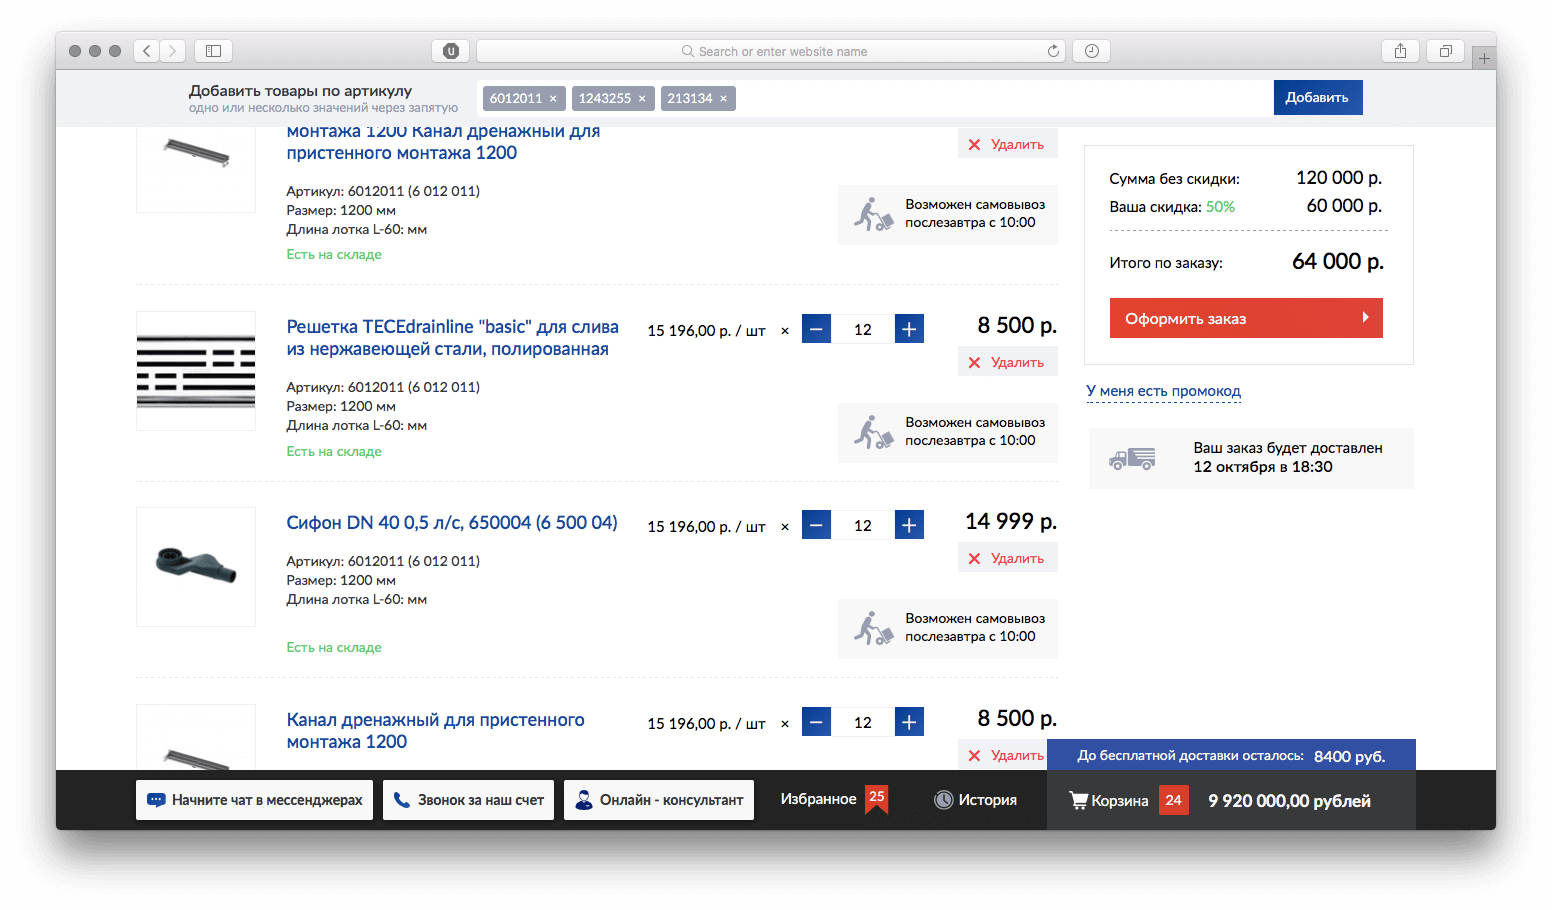 Search or enter website name
Добавить товары по артикулу
одно или несколько значений через запятую
6012011 ×
1243255 ×
213134 ×
Добавить
монтажа 1200 Канал дренажный для
пристенного монтажа 1200
Артикул: 6012011 (6 012 011)
Размер: 1200 мм
Длина лотка L-60: мм
Есть на складе
Удалить
Возможен самовывоз
послезавтра с 10:00
Решетка TECEdrainline "basic" для слива
из нержавеющей стали, полированная
Артикул: 6012011 (6 012 011)
Размер: 1200 мм
Длина лотка L-60: мм
Есть на складе
15 196,00 р. / шт × − 12 +
8 500 р.
Удалить
Возможен самовывоз
послезавтра с 10:00
Сифон DN 40 0,5 л/с, 650004 (6 500 04)
Артикул: 6012011 (6 012 011)
Размер: 1200 мм
Длина лотка L-60: мм
Есть на складе
15 196,00 р. / шт × − 12 +
14 999 р.
Удалить
Возможен самовывоз
послезавтра с 10:00
Канал дренажный для пристенного
монтажа 1200
15 196,00 р. / шт × − 12 +
8 500 р.
Удалить
Сумма без скидки: 120 000 р.
Ваша скидка: 50% 60 000 р.
Итого по заказу: 64 000 р.
Оформить заказ
У меня есть промокод
Ваш заказ будет доставлен
12 октября в 18:30
До бесплатной доставки осталось: 8400 руб.
Начните чат в мессенджерах
Звонок за наш счет
Онлайн - консультант
Избранное 25
История
Корзина 24 9 920 000,00 рублей